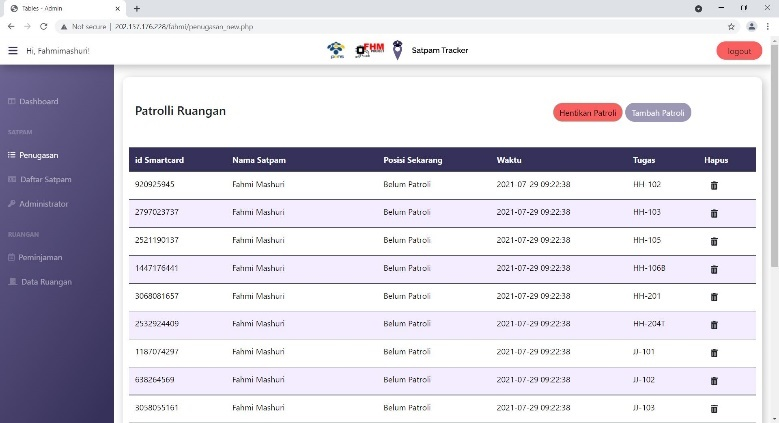 Tables - Admin
Not secure | 202.157.176.228/fahmi/penugasan_new.php
Hi, Fahmimashuri!
pens
FHM
Satpam Tracker
logout
Dashboard
SATPAM
Penugasan
Daftar Satpam
Administrator
RUANGAN
Peminjaman
Data Ruangan
Patrolli Ruangan
Hentikan Patroli
Tambah Patroli
id Smartcard Nama Satpam Posisi Sekarang Waktu Tugas Hapus
920925945 Fahmi Mashuri Belum Patroli 2021-07-29 09:22:38 HH-102
2797023737 Fahmi Mashuri Belum Patroli 2021-07-29 09:22:38 HH-103
2521190137 Fahmi Mashuri Belum Patroli 2021-07-29 09:22:38 HH-105
1447176441 Fahmi Mashuri Belum Patroli 2021-07-29 09:22:38 HH-106B
3068081657 Fahmi Mashuri Belum Patroli 2021-07-29 09:22:38 HH-201
2532924409 Fahmi Mashuri Belum Patroli 2021-07-29 09:22:38 HH-204T
1187074297 Fahmi Mashuri Belum Patroli 2021-07-29 09:22:38 JJ-101
638264569 Fahmi Mashuri Belum Patroli 2021-07-29 09:22:38 JJ-102
3058055161 Fahmi Mashuri Belum Patroli 2021-07-29 09:22:38 JJ-103